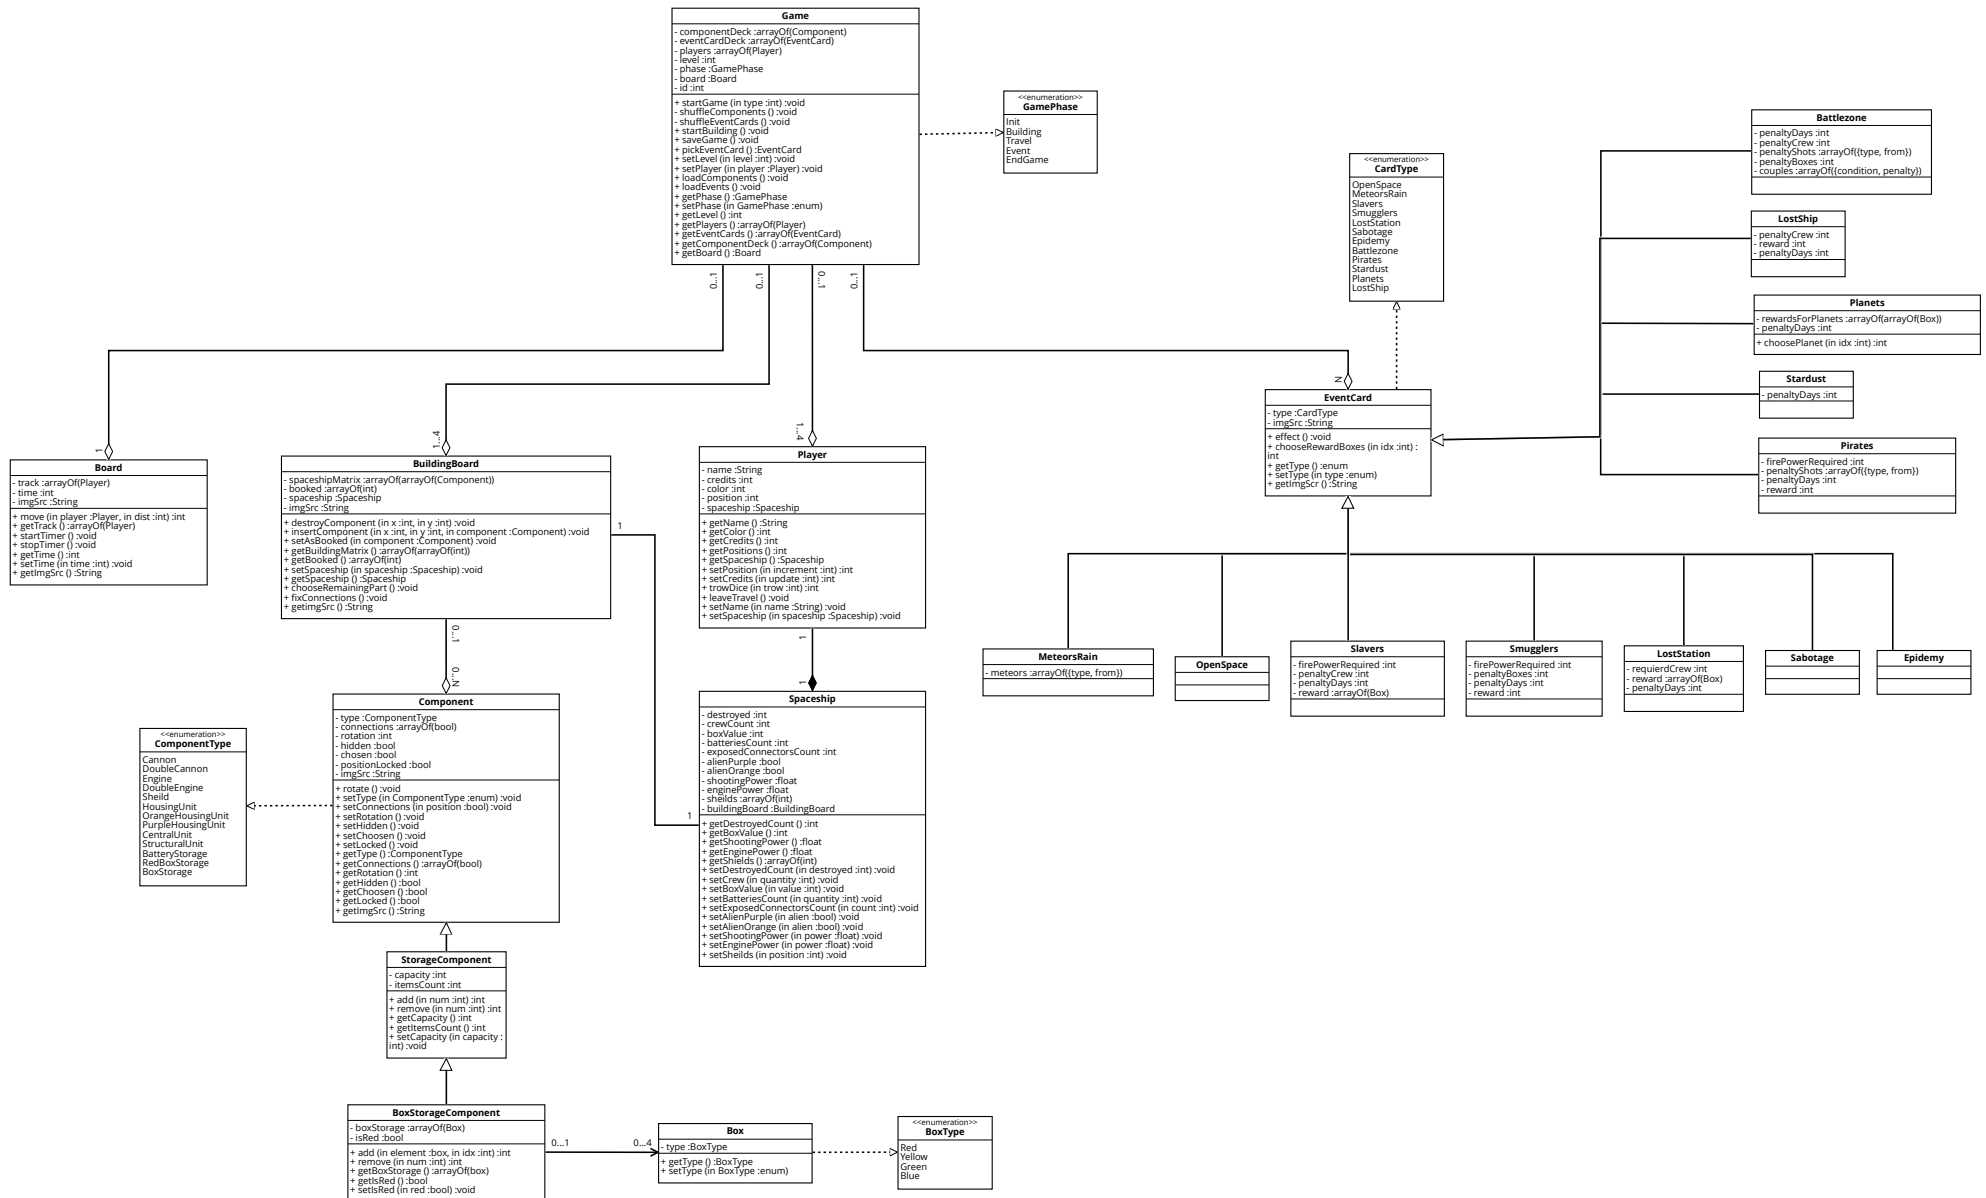 Game
- componentDeck :arrayOf(Component)
- eventCardDeck :arrayOf(EventCard)
- players :arrayOf(Player)
- level :int
- phase :GamePhase
- board :Board
- id :int
+ startGame (in type :int) :void
- shuffleComponents () :void
- shuffleEventCards () :void
+ startBuilding () :void
+ saveGame () :void
+ pickEventCard () :EventCard
+ setLevel (in level :int) :void
+ setPlayer (in player :Player) :void
+ loadComponents () :void
+ loadEvents () :void
+ getPhase () :GamePhase
+ setPhase (in GamePhase :enum)
+ getLevel () :int
+ getPlayers () :arrayOf(Player)
+ getEventCards () :arrayOf(EventCard)
+ getComponentDeck () :arrayOf(Component)
+ getBoard () :Board
<<enumeration>>
GamePhase
Init
Building
Travel
Event
EndGame
<<enumeration>>
CardType
OpenSpace
MeteorsRain
Slavers
Smugglers
LostStation
Sabotage
Epidemy
Battlezone
Pirates
Stardust
Planets
LostShip
Battlezone
- penaltyDays :int
- penaltyCrew :int
- penaltyShots :arrayOf({type, from})
- penaltyBoxes :int
- couples :arrayOf({condition, penalty})
LostShip
- penaltyCrew :int
- reward :int
- penaltyDays :int
Planets
- rewardsForPlanets :arrayOf(arrayOf(Box))
- penaltyDays :int
+ choosePlanet (in idx :int) :int
Stardust
- penaltyDays :int
Pirates
- firePowerRequired :int
- penaltyShots :arrayOf({type, from})
- penaltyDays :int
- reward :int
1...0
1...0
0...1
1...0
1
1...4
1...4
N
EventCard
- type :CardType
- imgSrc :String
+ effect () :void
+ chooseRewardBoxes (in idx :int) :
int
+ getType () :enum
+ setType (in type :enum)
+ getImgScr () :String
Board
- track :arrayOf(Player)
- time :int
- imgSrc :String
+ move (in player :Player, in dist :int) :int
+ getTrack () :arrayOf(Player)
+ startTimer () :void
+ stopTimer () :void
+ getTime () :int
+ setTime (in time :int) :void
+ getImgSrc () :String
BuildingBoard
- spaceshipMatrix :arrayOf(arrayOf(Component))
- booked :arrayOf(int)
- spaceship :Spaceship
- imgSrc :String
+ destroyComponent (in x :int, in y :int) :void
+ insertComponent (in x :int, in y :int, in component :Component) :void
+ setAsBooked (in component :Component) :void
+ getBuildingMatrix () :arrayOf(arrayOf(int))
+ getBooked () :arrayOf(int)
+ setSpaceship (in spaceship :Spaceship) :void
+ getSpaceship () :Spaceship
+ chooseRemainingPart () :void
+ fixConnections () :void
+ getimgSrc () :String
1
1
Player
- name :String
- credits :int
- color :int
- position :int
- spaceship :Spaceship
+ getName () :String
+ getColor () :int
+ getCredits () :int
+ getPositions () :int
+ getSpaceship () :Spaceship
+ setPosition (in increment :int) :int
+ setCredits (in update :int) :int
+ trowDice (in trow :int) :int
+ leaveTravel () :void
+ setName (in name :String) :void
+ setSpaceship (in spaceship :Spaceship) :void
1
1
Spaceship
- destroyed :int
- crewCount :int
- boxValue :int
- batteriesCount :int
- exposedConnectorsCount :int
- alienPurple :bool
- alienOrange :bool
- shootingPower :float
- enginePower :float
- sheilds :arrayOf(int)
- buildingBoard :BuildingBoard
+ getDestroyedCount () :int
+ getBoxValue () :int
+ getShootingPower () :float
+ getEnginePower () :float
+ getShields () :arrayOf(int)
+ setDestroyedCount (in destroyed :int) :void
+ setCrew (in quantity :int) :void
+ setBoxValue (in value :int) :void
+ setBatteriesCount (in quantity :int) :void
+ setExposedConnectorsCount (in count :int) :void
+ setAlienPurple (in alien :bool) :void
+ setAlienOrange (in alien :bool) :void
+ setShootingPower (in power :float) :void
+ setEnginePower (in power :float) :void
+ setSheilds (in position :int) :void
MeteorsRain
- meteors :arrayOf({type, from})
OpenSpace
Slavers
- firePowerRequired :int
- penaltyCrew :int
- penaltyDays :int
- reward :arrayOf(Box)
Smugglers
- firePowerRequired :int
- penaltyBoxes :int
- penaltyDays :int
- reward :int
LostStation
- requierdCrew :int
- reward :arrayOf(Box)
- penaltyDays :int
Sabotage
Epidemy
0...1
0...N
Component
- type :ComponentType
- connections :arrayOf(bool)
- rotation :int
- hidden :bool
- chosen :bool
- positionLocked :bool
- imgSrc :String
+ rotate () :void
+ setType (in ComponentType :enum) :void
+ setConnections (in position :bool) :void
+ setRotation () :void
+ setHidden () :void
+ setChoosen () :void
+ setLocked () :void
+ getType () :ComponentType
+ getConnections () :arrayOf(bool)
+ getRotation () :int
+ getHidden () :bool
+ getChoosen () :bool
+ getLocked () :bool
+ getImgSrc () :String
<<enumeration>>
ComponentType
Cannon
DoubleCannon
Engine
DoubleEngine
Sheild
HousingUnit
OrangeHousingUnit
PurpleHousingUnit
CentralUnit
StructuralUnit
BatteryStorage
RedBoxStorage
BoxStorage
StorageComponent
- capacity :int
- itemsCount :int
+ add (in num :int) :int
+ remove (in num :int) :int
+ getCapacity () :int
+ getItemsCount () :int
+ setCapacity (in capacity :
int) :void
BoxStorageComponent
- boxStorage :arrayOf(Box)
- isRed :bool
+ add (in element :box, in idx :int) :int
+ remove (in num :int) :int
+ getBoxStorage () :arrayOf(box)
+ getIsRed () :bool
+ setIsRed (in red :bool) :void
0...1
0...4
Box
- type :BoxType
+ getType () :BoxType
+ setType (in BoxType :enum)
<<enumeration>>
BoxType
Red
Yellow
Green
Blue